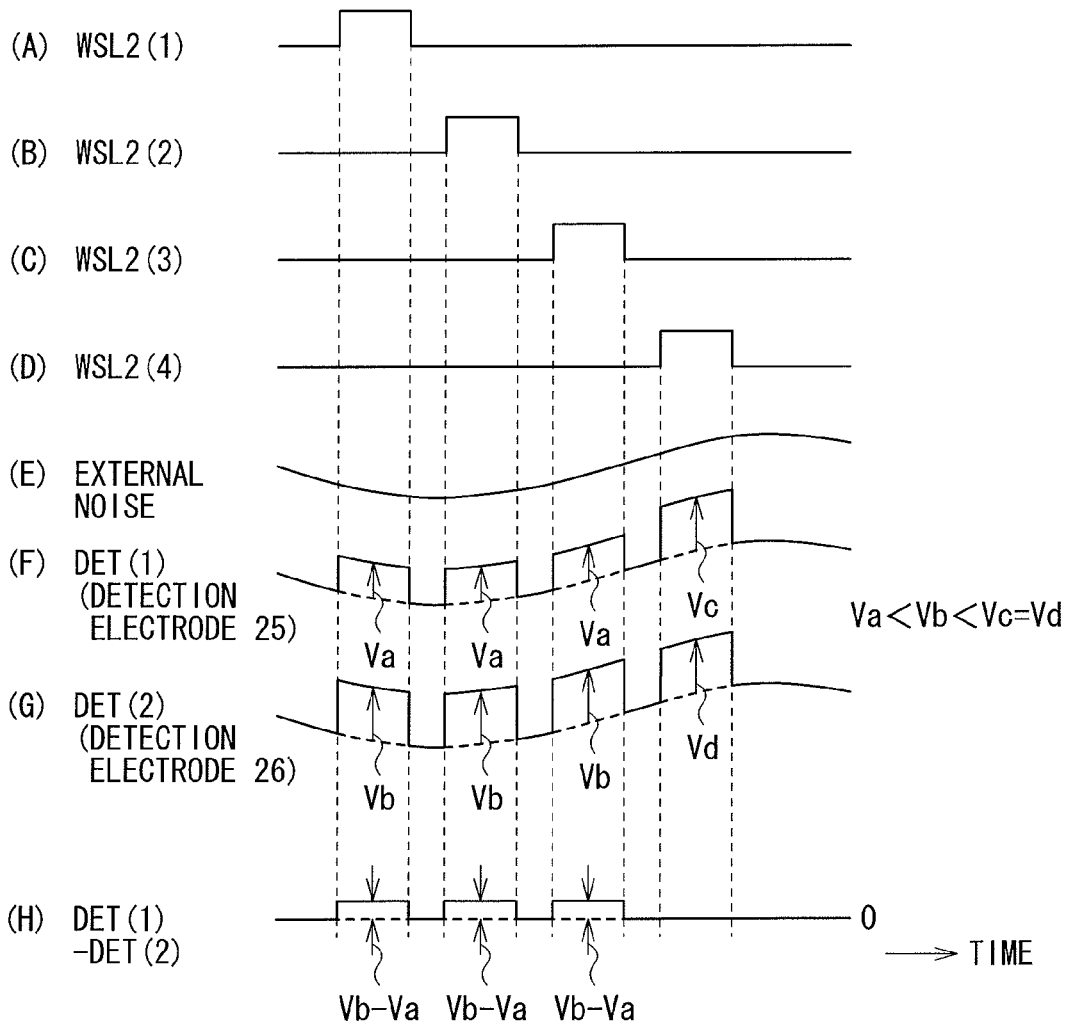 (A) WSL2(1)
(B) WSL2(2)
(C) WSL2(3)
(D) WSL2(4)
(E) EXTERNAL
NOISE
(F) DET(1)
(DETECTION
ELECTRODE 25)
Va
Va
Va
Vc
Va<Vb<Vc=Vd
(G) DET(2)
(DETECTION
ELECTRODE 26)
Vb
Vb
Vb
Vd
(H) DET(1)
-DET(2)
0
TIME
Vb-Va
Vb-Va
Vb-Va